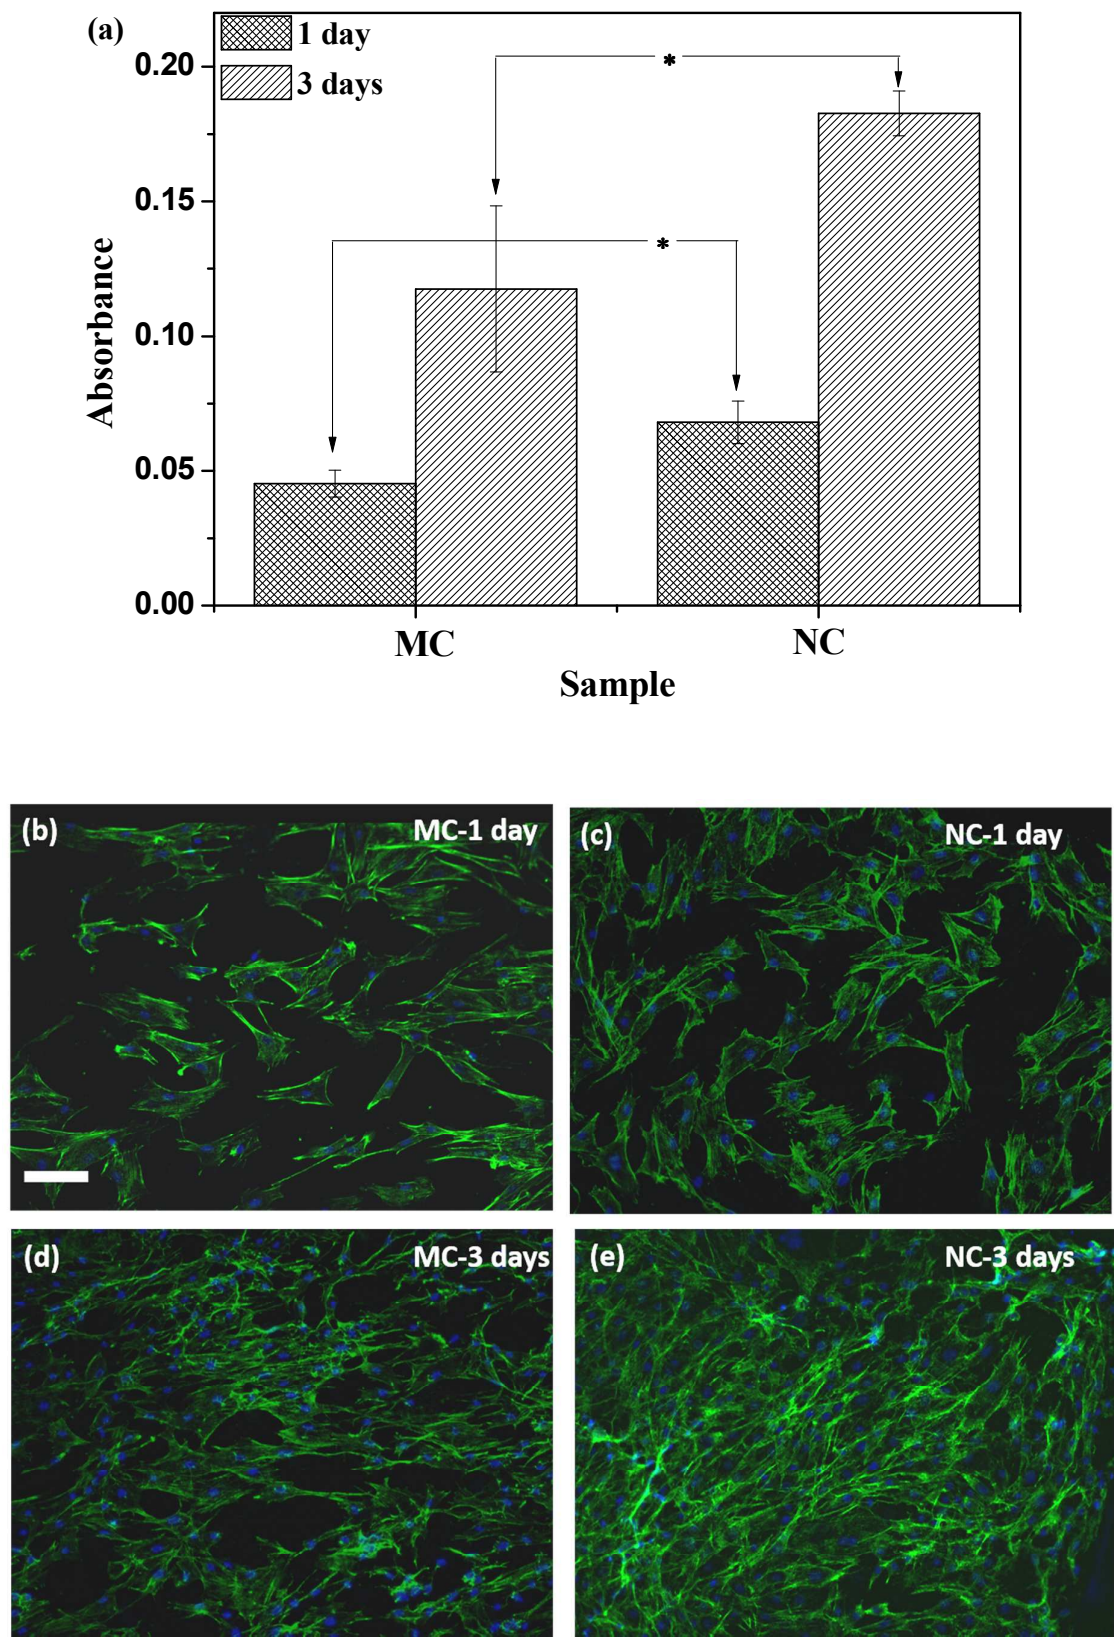 (a)
1 day
3 days
*
*
0.20
0.15
0.10
0.05
0.00
Absorbance
MC
NC
Sample
(b)
MC-1 day
(c)
NC-1 day
(d)
MC-3 days
(e)
NC-3 days